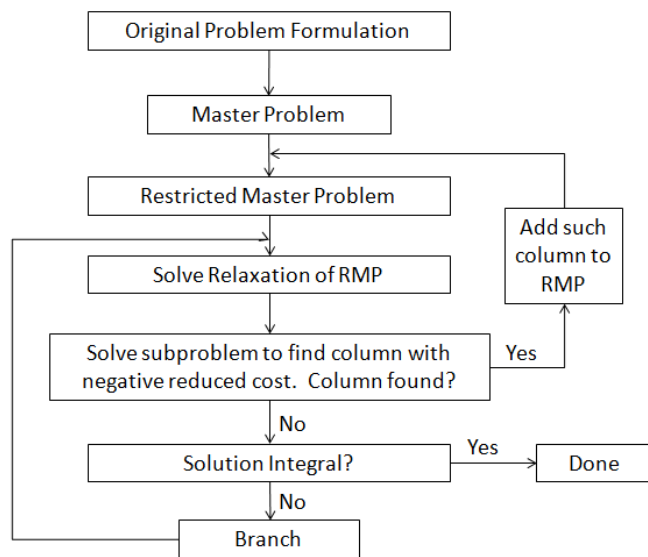 Original Problem Formulation
Master Problem
Restricted Master Problem
Add such
column to
RMP
Solve Relaxation of RMP
Solve subproblem to find column with
negative reduced cost.  Column found?
Yes
No
Solution Integral?
Yes
Done
No
Branch